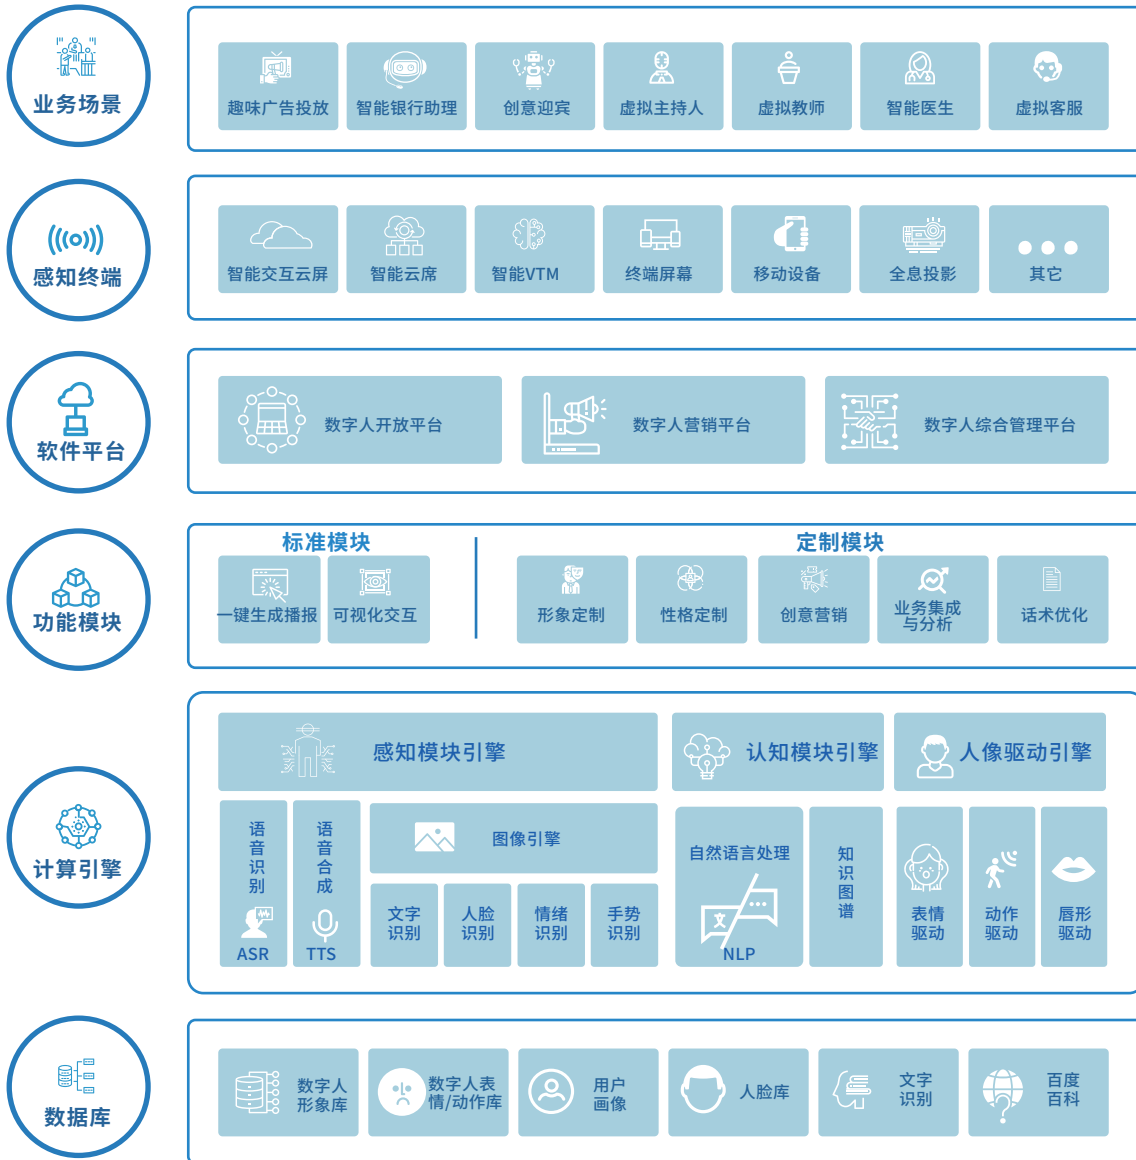 业务场景
趣味广告投放
智能银行助理
创意迎宾
虚拟主持人
虚拟教师
智能医生
虚拟客服
感知终端
智能交互云屏
智能云席
智能VTM
终端屏幕
移动设备
全息投影
其它
软件平台
数字人开放平台
数字人营销平台
数字人综合管理平台
功能模块
标准模块
一键生成播报
可视化交互
定制模块
形象定制
性格定制
创意营销
业务集成
与分析
话术优化
计算引擎
感知模块引擎
语
音
识
别
ASR
语
音
合
成
TTS
图像引擎
文字
识别
人脸
识别
情绪
识别
手势
识别
认知模块引擎
自然语言处理
文
NLP
知
识
图
谱
人像驱动引擎
表情
驱动
动作
驱动
唇形
驱动
数据库
数字人
形象库
数字人表
情/动作库
用户
画像
人脸库
文字
识别
百度
百科